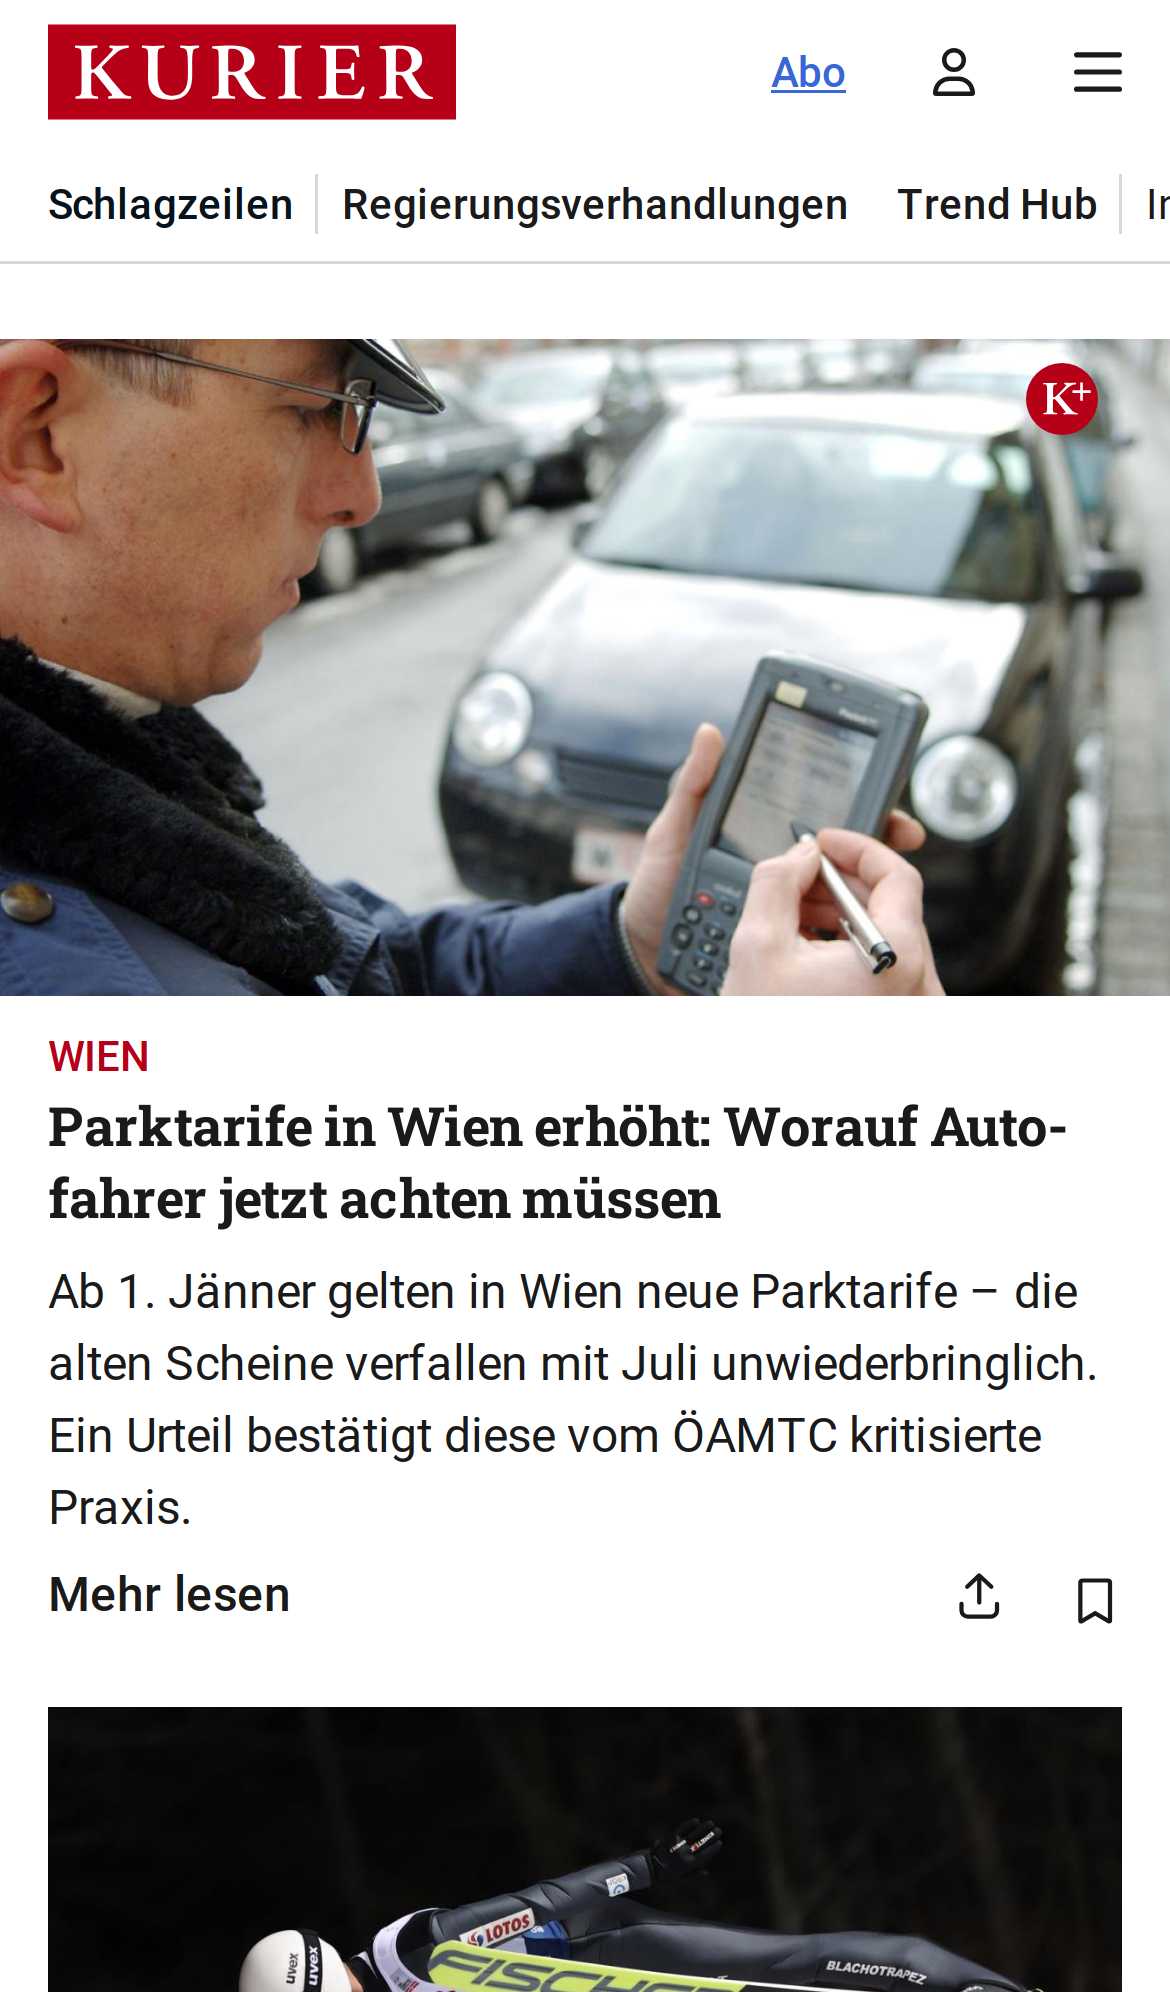 KURIER
Abo
Schlagzeilen
Regierungsverhandlungen
Trend Hub
K+
WIEN
Parktarife in Wien erhöht: Worauf Auto-
fahrer jetzt achten müssen
Ab 1. Jänner gelten in Wien neue Parktarife – die
alten Scheine verfallen mit Juli unwiederbringlich.
Ein Urteil bestätigt diese vom ÖAMTC kritisierte
Praxis.
Mehr lesen
LOTOS
uvex
uvex
FISCHER
BLACHOTRAPEZ